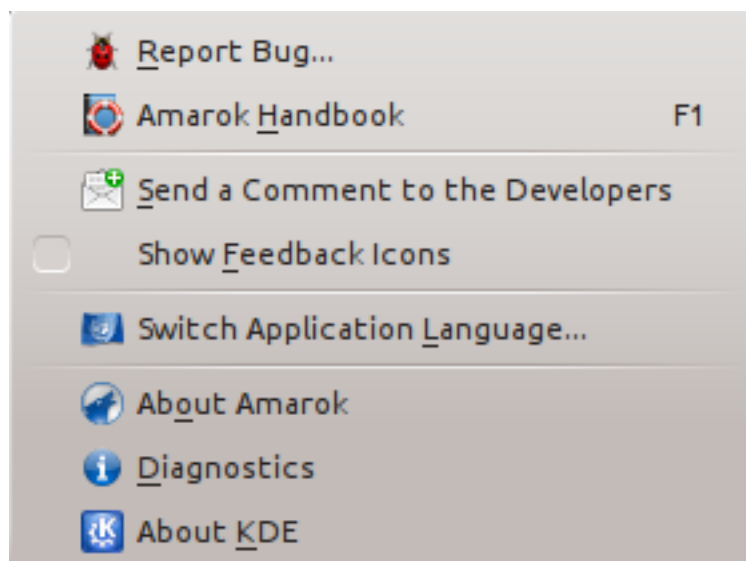 Report Bug...
Amarok Handbook F1
Send a Comment to the Developers
Show Feedback Icons
Switch Application Language...
About Amarok
Diagnostics
About KDE